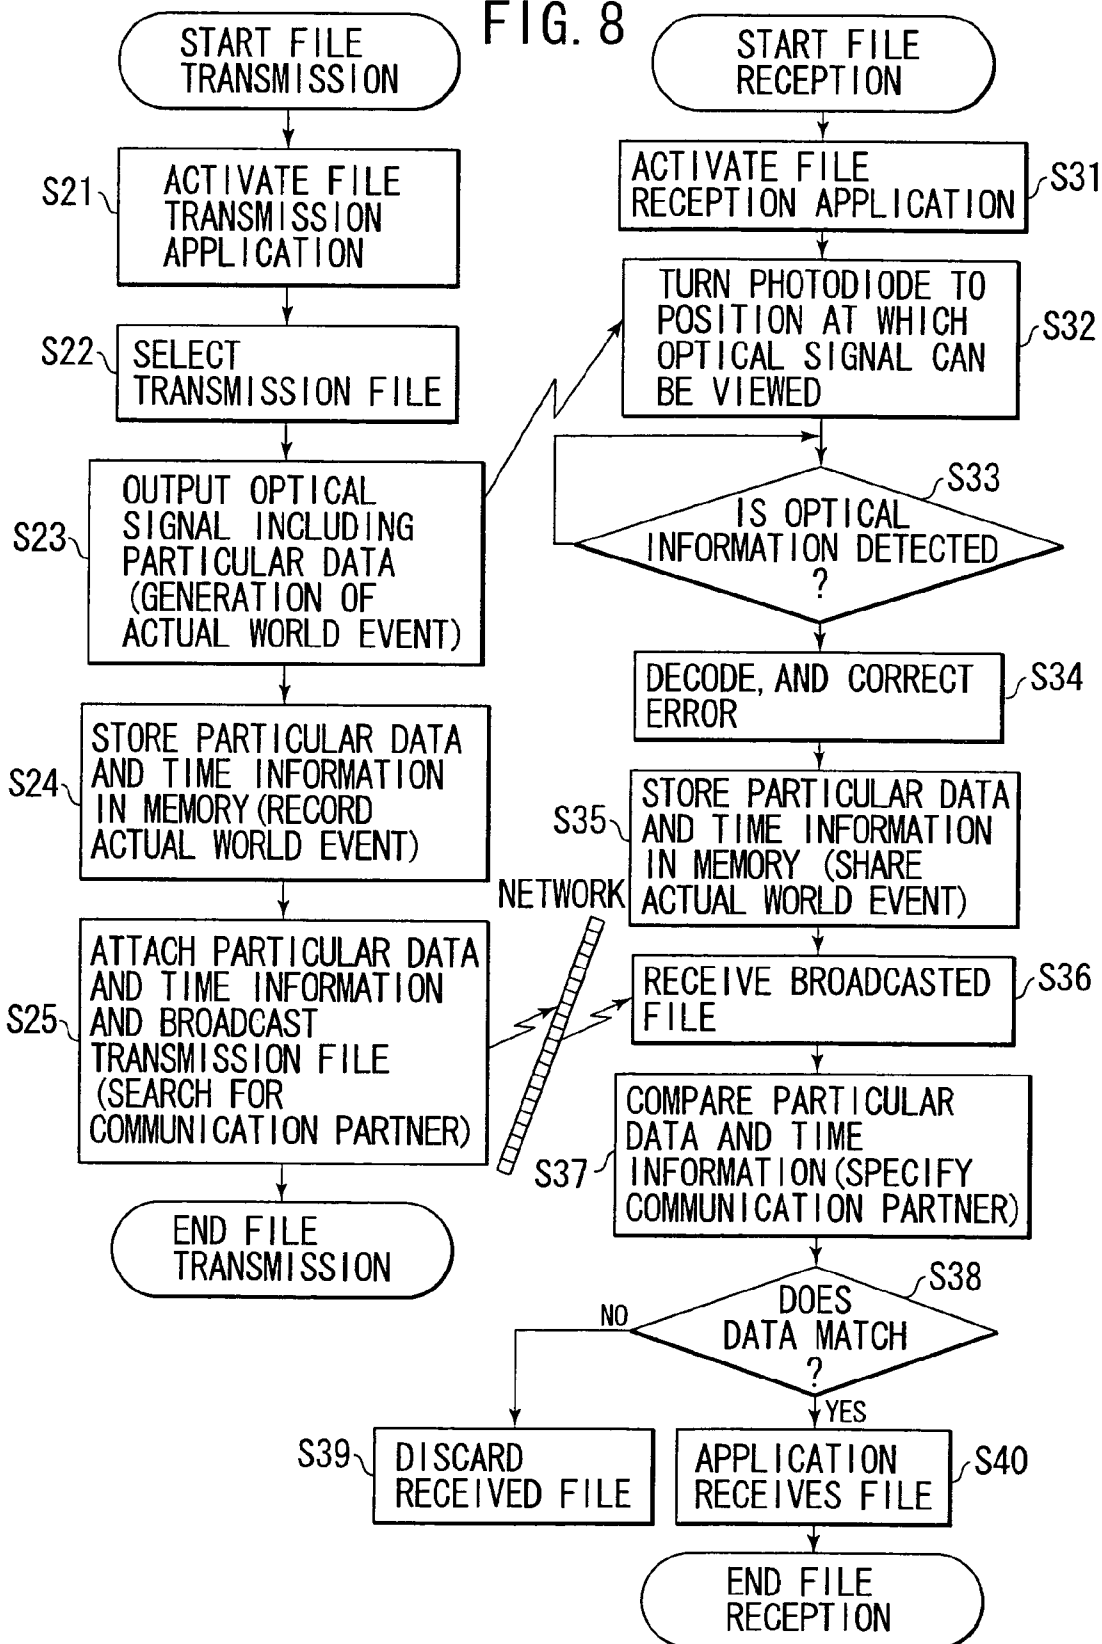 FIG. 8
START FILE
TRANSMISSION
S21
ACTIVATE FILE
TRANSMISSION
APPLICATION
S22
SELECT
TRANSMISSION FILE
S23
OUTPUT OPTICAL
SIGNAL INCLUDING
PARTICULAR DATA
(GENERATION OF
ACTUAL WORLD EVENT)
S24
STORE PARTICULAR DATA
AND TIME INFORMATION
IN MEMORY (RECORD
ACTUAL WORLD EVENT)
S25
ATTACH PARTICULAR DATA
AND TIME INFORMATION
AND BROADCAST
TRANSMISSION FILE
(SEARCH FOR
COMMUNICATION PARTNER)
END FILE
TRANSMISSION
NETWORK
START FILE
RECEPTION
ACTIVATE FILE
RECEPTION APPLICATION
S31
TURN PHOTODIODE TO
POSITION AT WHICH
OPTICAL SIGNAL CAN
BE VIEWED
S32
IS OPTICAL
INFORMATION DETECTED
?
S33
DECODE, AND CORRECT
ERROR
S34
S35
STORE PARTICULAR DATA
AND TIME INFORMATION
IN MEMORY (SHARE
ACTUAL WORLD EVENT)
RECEIVE BROADCASTED
FILE
S36
S37
COMPARE PARTICULAR
DATA AND TIME
INFORMATION (SPECIFY
COMMUNICATION PARTNER)
S38
DOES
DATA MATCH
?
NO
YES
S39
DISCARD
RECEIVED FILE
APPLICATION
RECEIVES FILE
S40
END FILE
RECEPTION